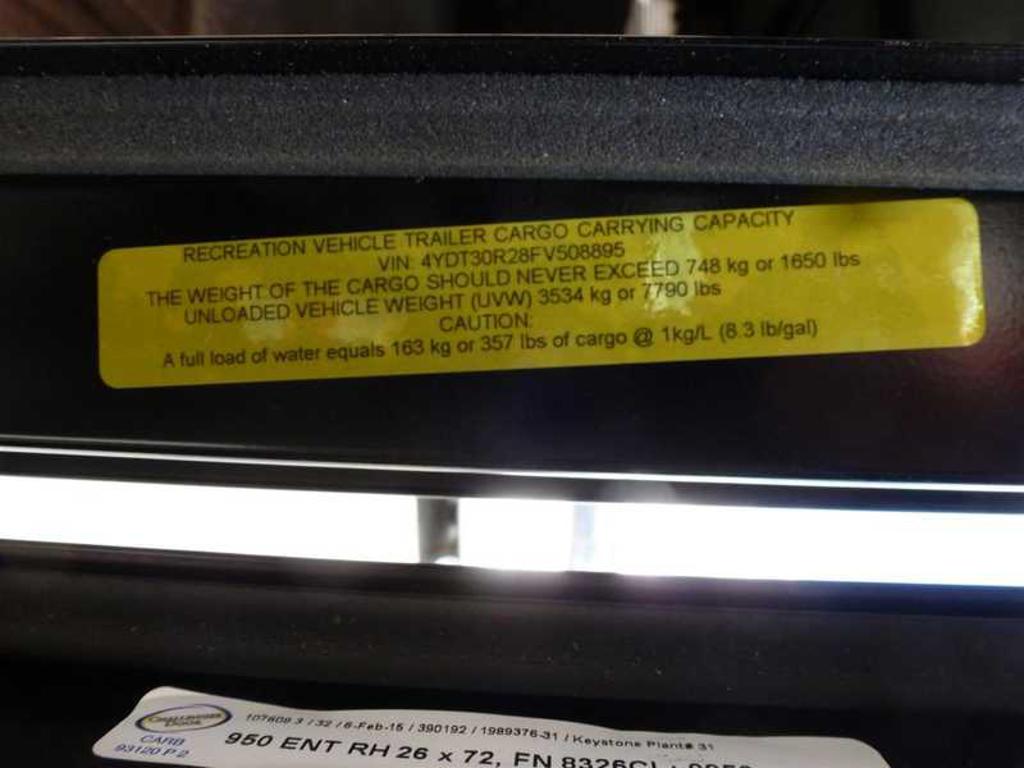 RECREATION VEHICLE TRAILER CARGO CARRYING CAPACITY
VIN: 4YDT30R28FV508895
THE WEIGHT OF THE CARGO SHOULD NEVER EXCEED 748 kg or 1650 lbs
UNLOADED VEHICLE WEIGHT (UVW) 3534 kg or 7790 lbs
CAUTION:
A full load of water equals 163 kg or 357 lbs of cargo @ 1kg/L (8.3 lb/gal)
CHALLENGER
DOOR
CARB
93120 P 2
107609.3 / 32 / 6-Feb-15 / 390192 / 1989376-31 / Keystone Plant# 31
950 ENT RH 26 x 72, FN 8326CL